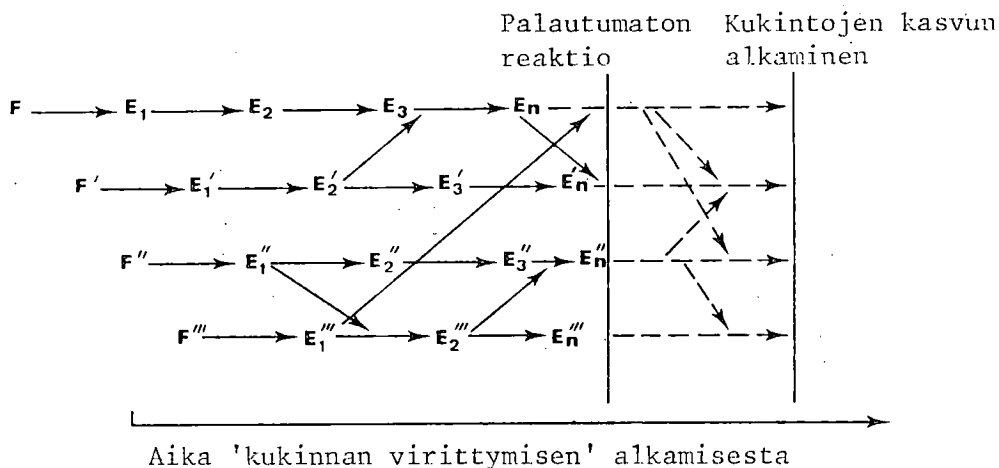 Palautumaton
reaktio
Kukintojen kasvun
alkaminen
F E₁ E₂ E₃ Eₙ
F′ E₁′ E₂′ E₃′ Eₙ′
F″ E₁″ E₂″ E₃″ Eₙ″
F‴ E₁‴ E₂‴ Eₙ‴
Aika 'kukinnan virittymisen' alkamisesta